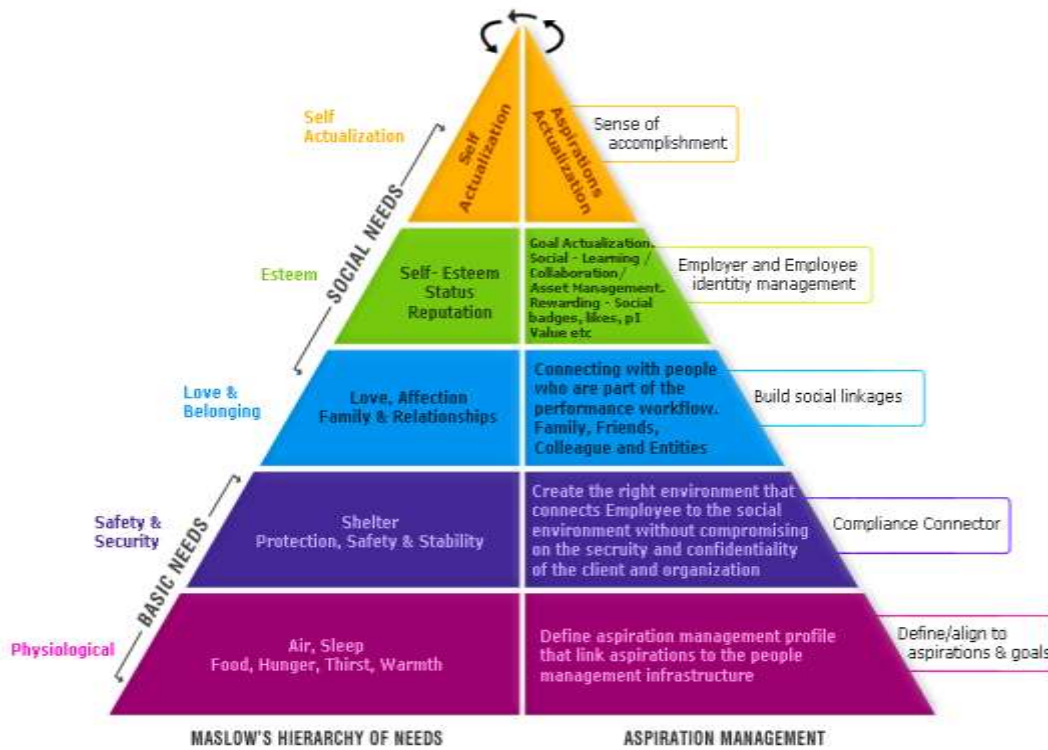 Self
Actualization
Self
Actualization
Aspirations
Actualization
Sense of
accomplishment
SOCIAL NEEDS
Esteem
Self- Esteem
Status
Reputation
Goal Actualization.
Social - Learning /
Collaboration/
Asset Management.
Rewarding - Social
badges, likes, pI
Value etc
Employer and Employee
identitiy management
Love &
Belonging
Love, Affection
Family & Relationships
Connecting with people
who are part of the
performance workflow.
Family, Friends,
Colleague and Entities
Build social linkages
BASIC NEEDS
Safety &
Security
Shelter
Protection, Safety & Stability
Create the right environment that
connects Employee to the social
environment without compromising
on the secruity and confidentiality
of the client and organization
Compliance Connector
Physiological
Air, Sleep
Food, Hunger, Thirst, Warmth
Define aspiration management profile
that link aspirations to the people
management infrastructure
Define/align to
aspirations & goals
MASLOW'S HIERARCHY OF NEEDS
ASPIRATION MANAGEMENT